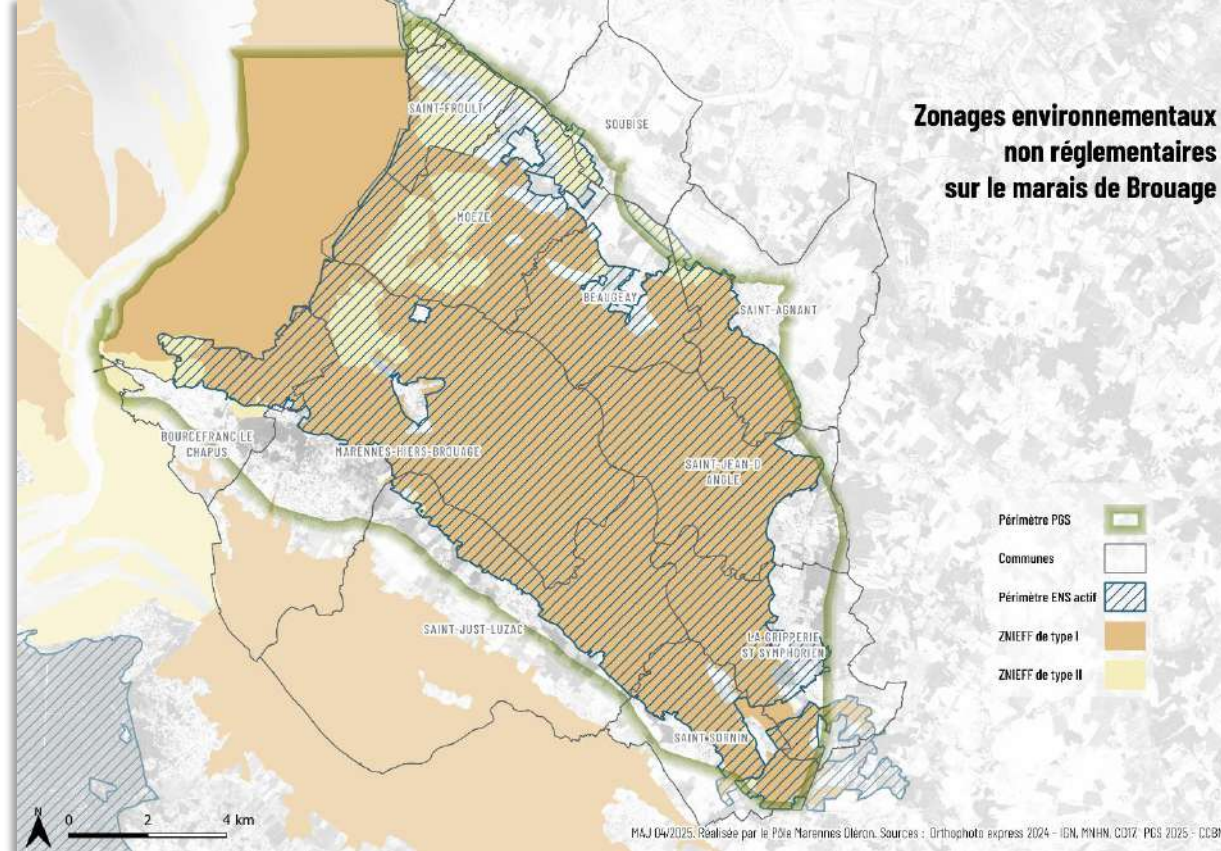 Zonages environnementaux
non réglementaires
sur le marais de Brouage
SAINT-FROULT
SOUBISE
MOËZE
BEAUGEAY
SAINT-AGNANT
BOURCEFRANC LE
CHAPUS
MARENNES-HIERS-BROUAGE
SAINT-JEAN-D
ANGLE
SAINT-JUST-LUZAC
LA GRIPPERIE
ST SYMPHORIEN
SAINT SORNIN
Périmètre PGS
Communes
Périmètre ENS actif
ZNIEFF de type I
ZNIEFF de type II
N
0 2 4 km
MAJ 04/2025. Réalisée par le Pôle Marennes Oléron. Sources : Orthophoto express 2024 - IGN, MNHN, CD17, PGS 2025 -